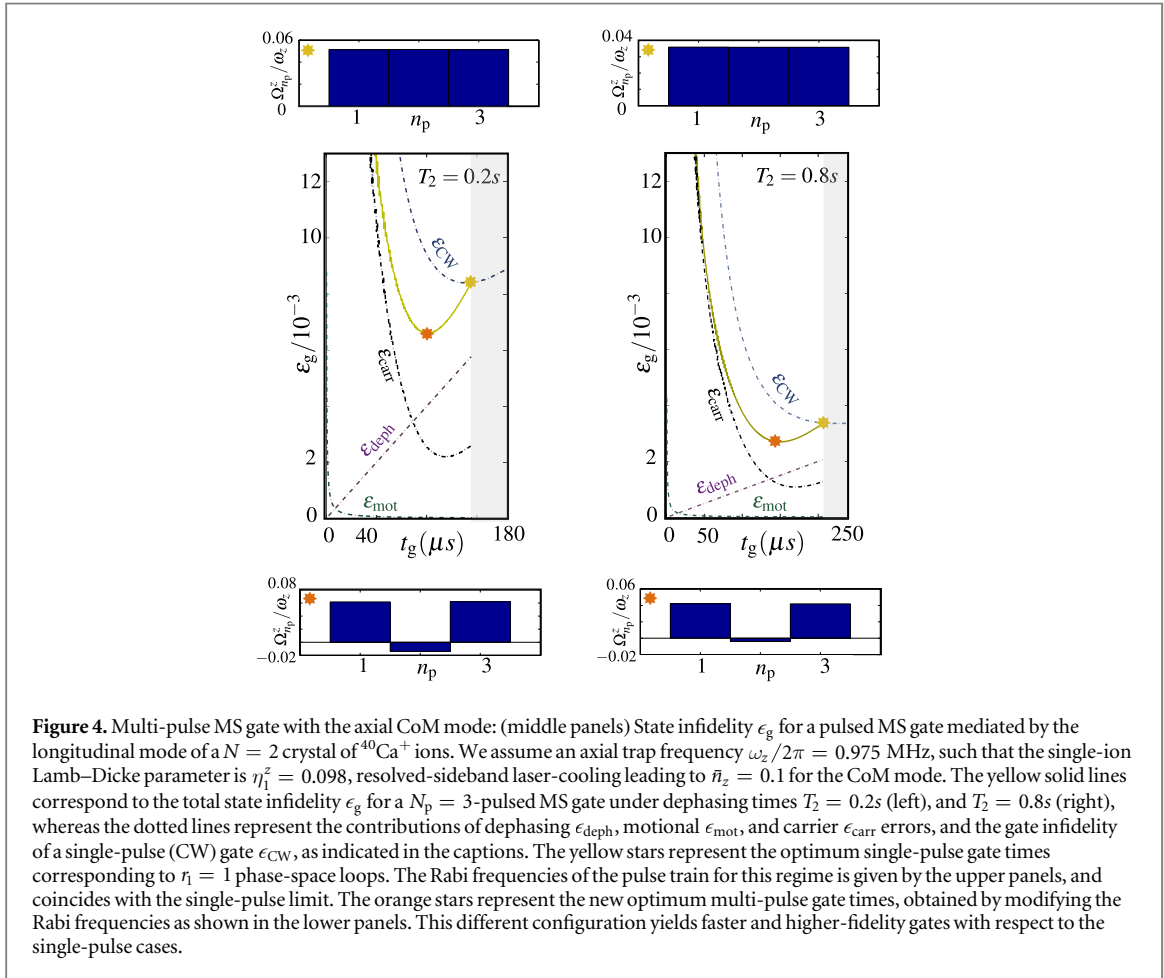 0.06
Ω^z_{n_p}/ω_z
0
1 n_p 3
0.04
Ω^z_{n_p}/ω_z
0
1 n_p 3
12
10
ε_g/10^{−3}
2
0
T_2 = 0.2s
ε_CW
ε_carr
ε_deph
ε_mot
0 40 t_g(μs) 180
12
10
ε_g/10^{−3}
2
0
T_2 = 0.8s
ε_CW
ε_carr
ε_deph
ε_mot
0 50 t_g(μs) 250
0.08
Ω^z_{n_p}/ω_z
−0.02
1 n_p 3
0.06
Ω^z_{n_p}/ω_z
−0.02
1 n_p 3
Figure 4. Multi-pulse MS gate with the axial CoM mode: (middle panels) State infidelity ϵ_g for a pulsed MS gate mediated by the
longitudinal mode of a N = 2 crystal of ^{40}Ca^+ ions. We assume an axial trap frequency ω_z/2π = 0.975 MHz, such that the single-ion
Lamb–Dicke parameter is η_1^z = 0.098, resolved-sideband laser-cooling leading to n̄_z = 0.1 for the CoM mode. The yellow solid lines
correspond to the total state infidelity ϵ_g for a N_p = 3-pulsed MS gate under dephasing times T_2 = 0.2s (left), and T_2 = 0.8s (right),
whereas the dotted lines represent the contributions of dephasing ϵ_deph, motional ϵ_mot, and carrier ϵ_carr errors, and the gate infidelity
of a single-pulse (CW) gate ϵ_CW, as indicated in the captions. The yellow stars represent the optimum single-pulse gate times
corresponding to r_1 = 1 phase-space loops. The Rabi frequencies of the pulse train for this regime is given by the upper panels, and
coincides with the single-pulse limit. The orange stars represent the new optimum multi-pulse gate times, obtained by modifying the
Rabi frequencies as shown in the lower panels. This different configuration yields faster and higher-fidelity gates with respect to the
single-pulse cases.